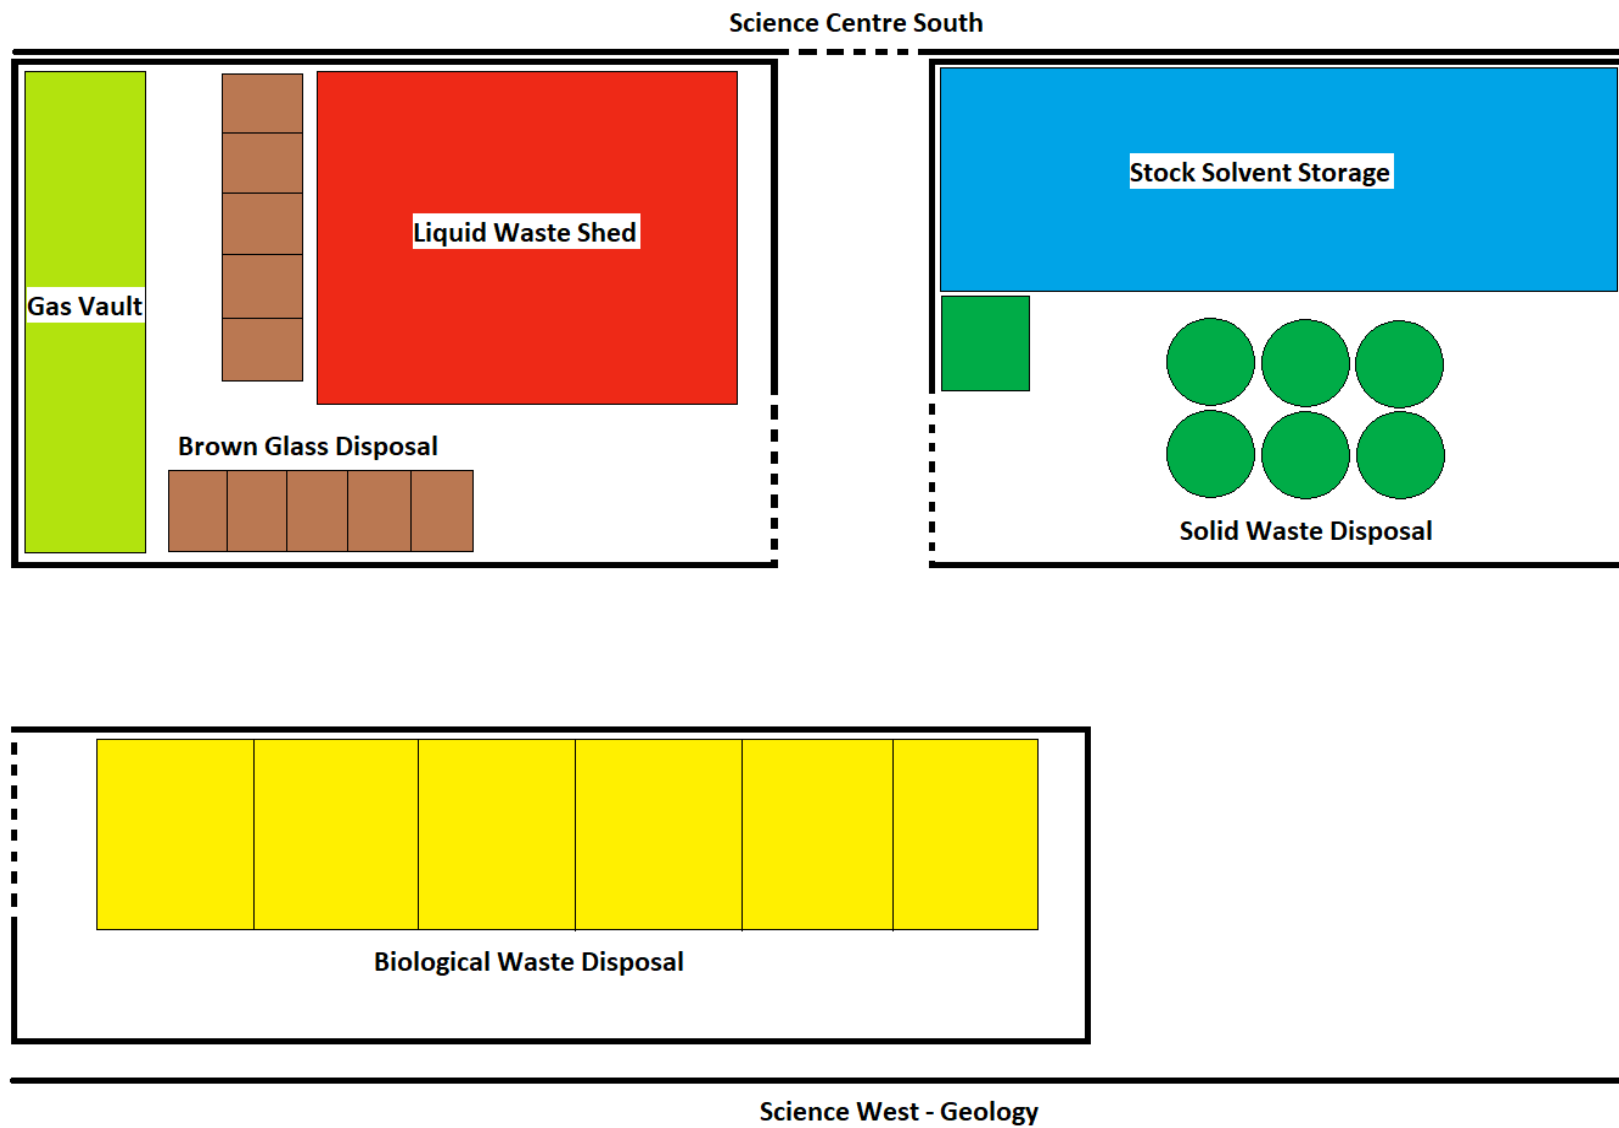 Science Centre South
Stock Solvent Storage
Liquid Waste Shed
Gas Vault
Brown Glass Disposal
Solid Waste Disposal
Biological Waste Disposal
Science West - Geology